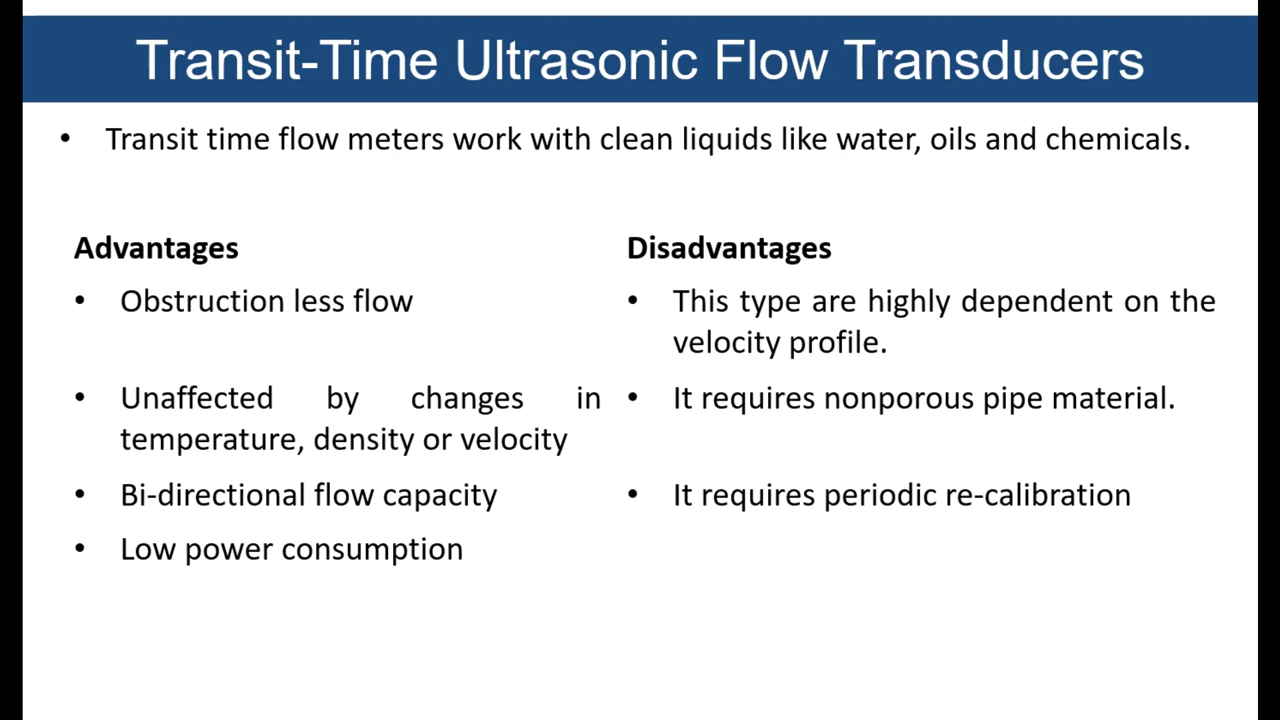 Transit-Time Ultrasonic Flow Transducers
• Transit time flow meters work with clean liquids like water, oils and chemicals.
Advantages
• Obstruction less flow
• Unaffected by changes in
temperature, density or velocity
• Bi-directional flow capacity
• Low power consumption
Disadvantages
• This type are highly dependent on the
velocity profile.
• It requires nonporous pipe material.
• It requires periodic re-calibration